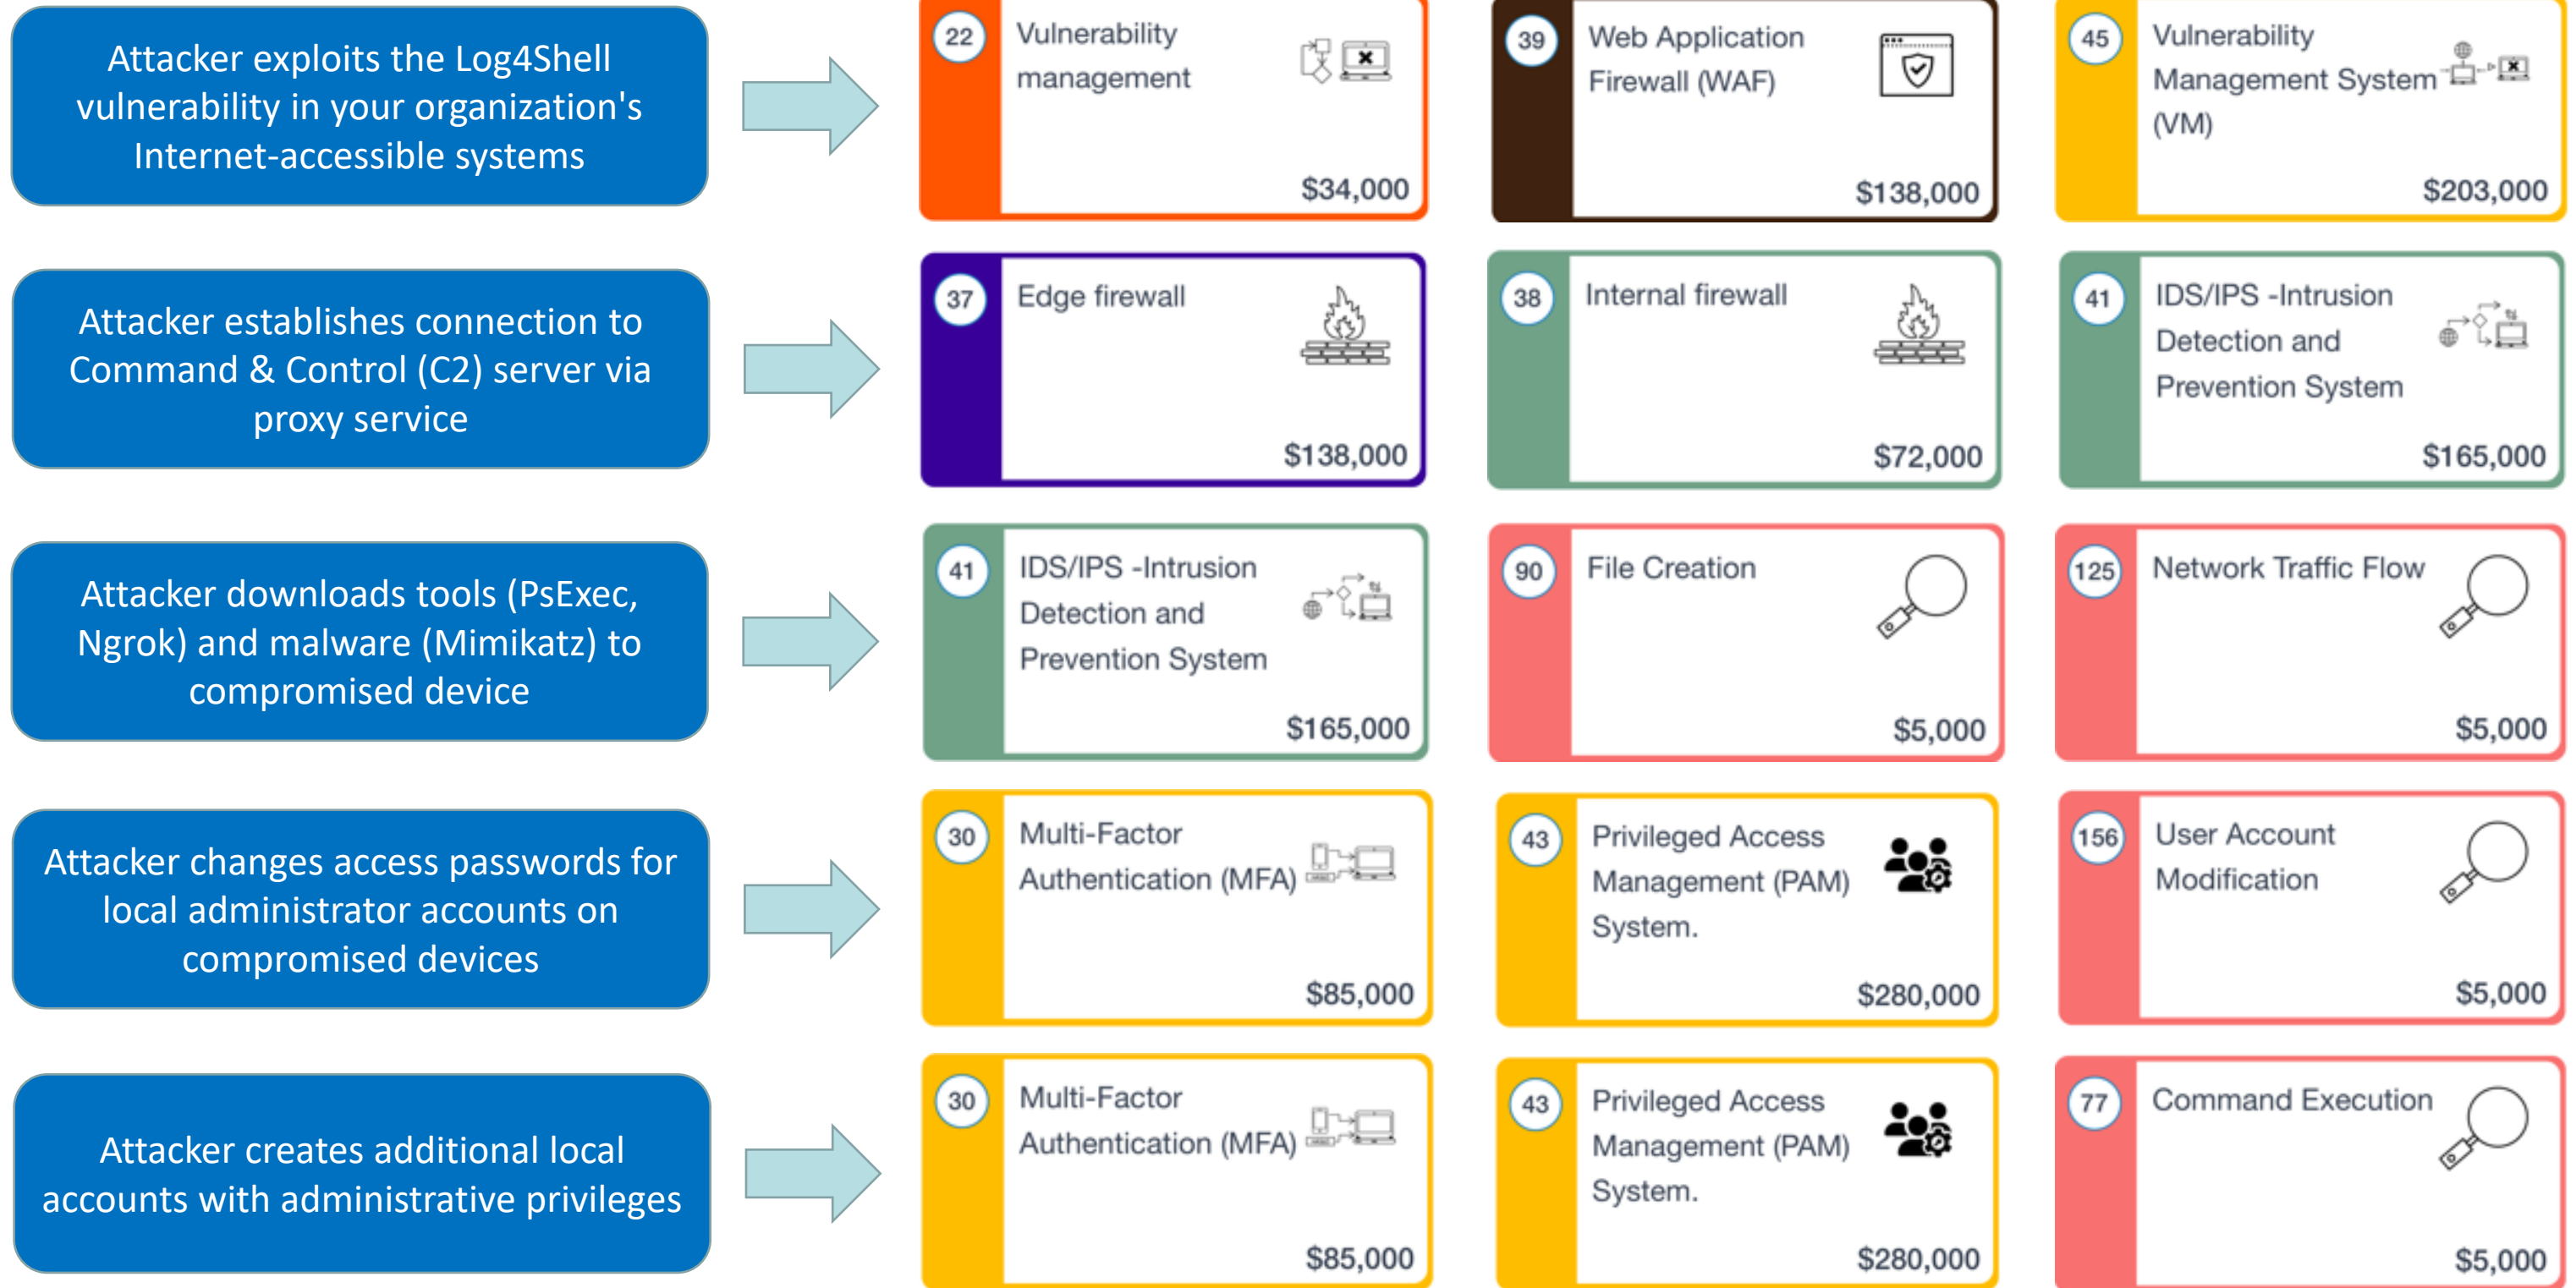 Attacker exploits the Log4Shell
vulnerability in your organization's
Internet-accessible systems
22
Vulnerability
management
$34,000
39
Web Application
Firewall (WAF)
$138,000
45
Vulnerability
Management System
(VM)
$203,000
Attacker establishes connection to
Command & Control (C2) server via
proxy service
37
Edge firewall
$138,000
38
Internal firewall
$72,000
41
IDS/IPS -Intrusion
Detection and
Prevention System
$165,000
Attacker downloads tools (PsExec,
Ngrok) and malware (Mimikatz) to
compromised device
41
IDS/IPS -Intrusion
Detection and
Prevention System
$165,000
90
File Creation
$5,000
125
Network Traffic Flow
$5,000
Attacker changes access passwords for
local administrator accounts on
compromised devices
30
Multi-Factor
Authentication (MFA)
$85,000
43
Privileged Access
Management (PAM)
System.
$280,000
156
User Account
Modification
$5,000
Attacker creates additional local
accounts with administrative privileges
30
Multi-Factor
Authentication (MFA)
$85,000
43
Privileged Access
Management (PAM)
System.
$280,000
77
Command Execution
$5,000